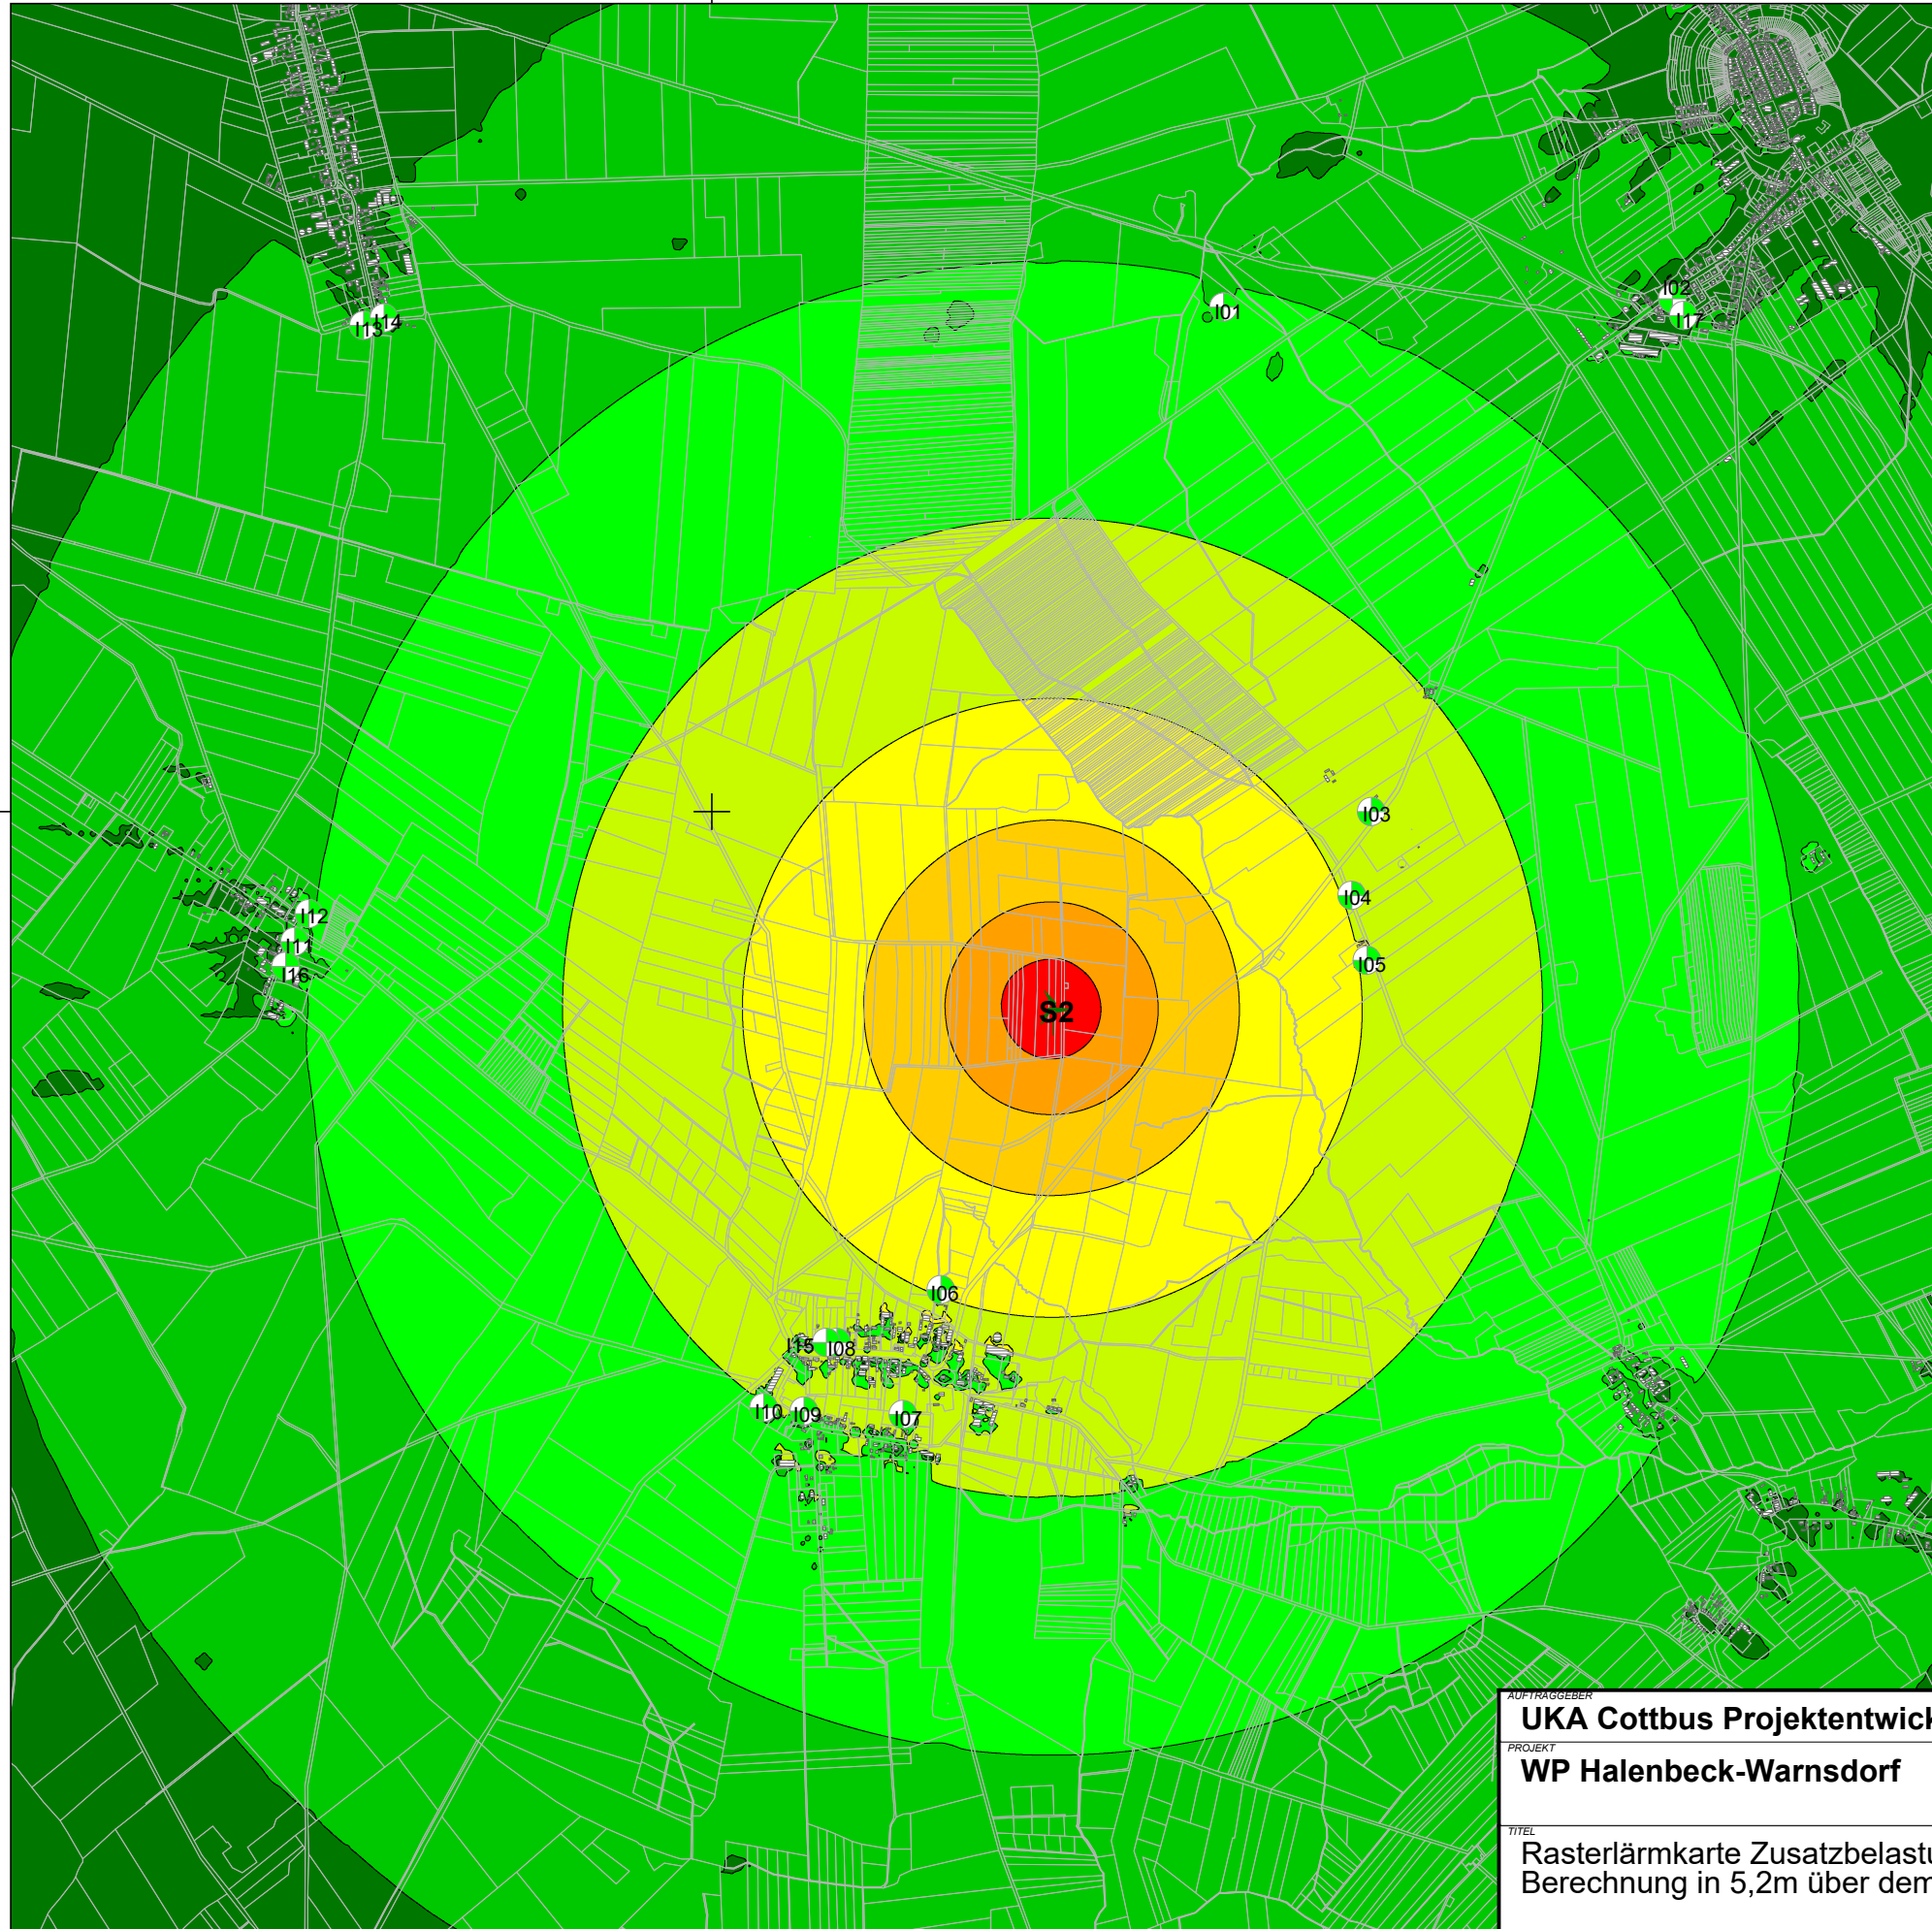 I02
I14
I13
I01
I17
I03
I04
I12
I11
I05
I16
S2
I06
I15
I08
I10
I09
I07
AUFTRAGGEBER
UKA Cottbus Projektentwick
PROJEKT
WP Halenbeck-Warnsdorf
TITEL
Rasterlärmkarte Zusatzbelastu
Berechnung in 5,2m über dem